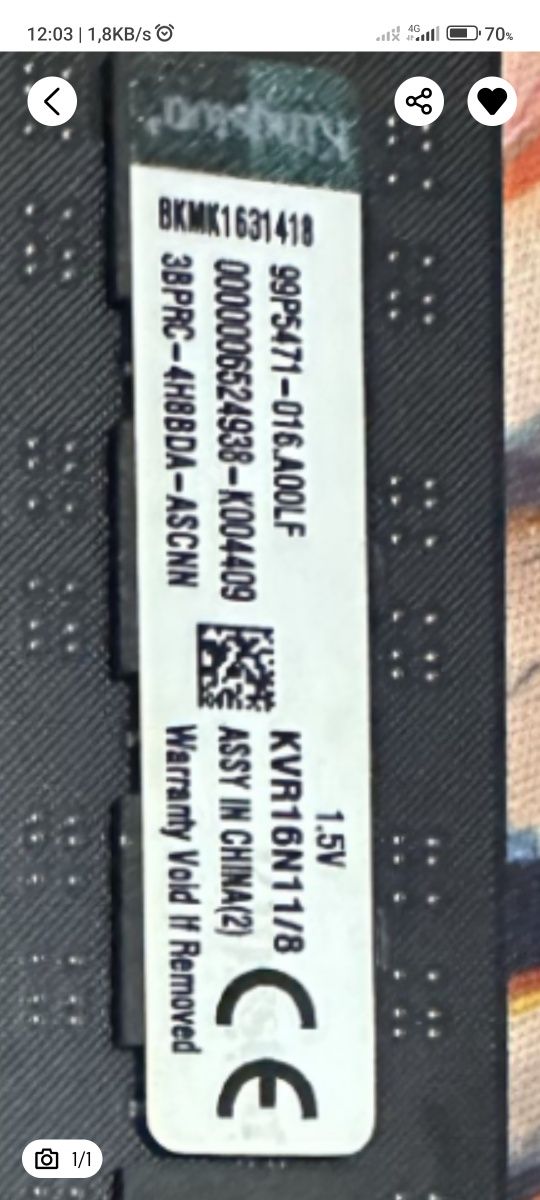 12:03 | 1,8KB/s
4G
70%
Kingston
BKMK1631418
99P5471-016.A00LF
0000006524938-K004409
3BPRC-4H8BDA-ASCNN
1.5V
KVR16N11/8
ASSY IN CHINA(2)
Warranty Void If Removed
CE
1/1